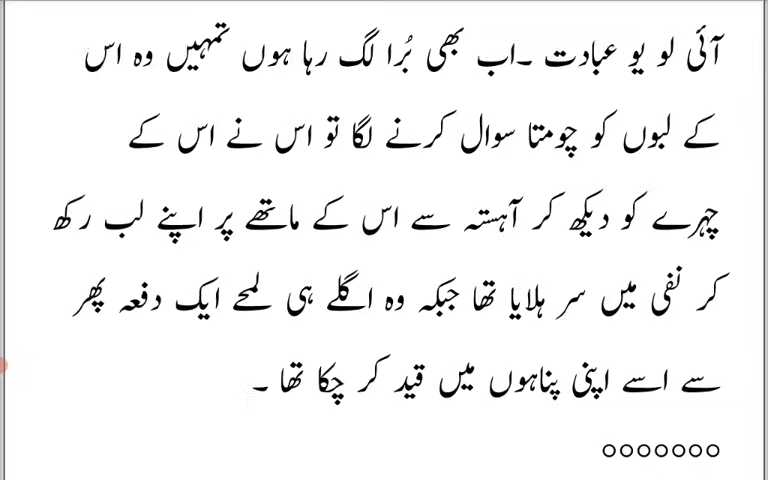 آئی لو یو عبادت ۔اب بھی بُرا لگ رہا ہوں تمہیں وہ اس
کے لبوں کو چومتا سوال کرنے لگا تو اس نے اس کے
چہرے کو دیکھ کر آہستہ سے اس کے ماتھے پر اپنے لب رکھ
کر نفی میں سر ہلایا تھا جبکہ وہ اگلے ہی لمحے ایک دفعہ پھر
سے اسے اپنی پناہوں میں قید کر چکا تھا ۔
○○○○○○○